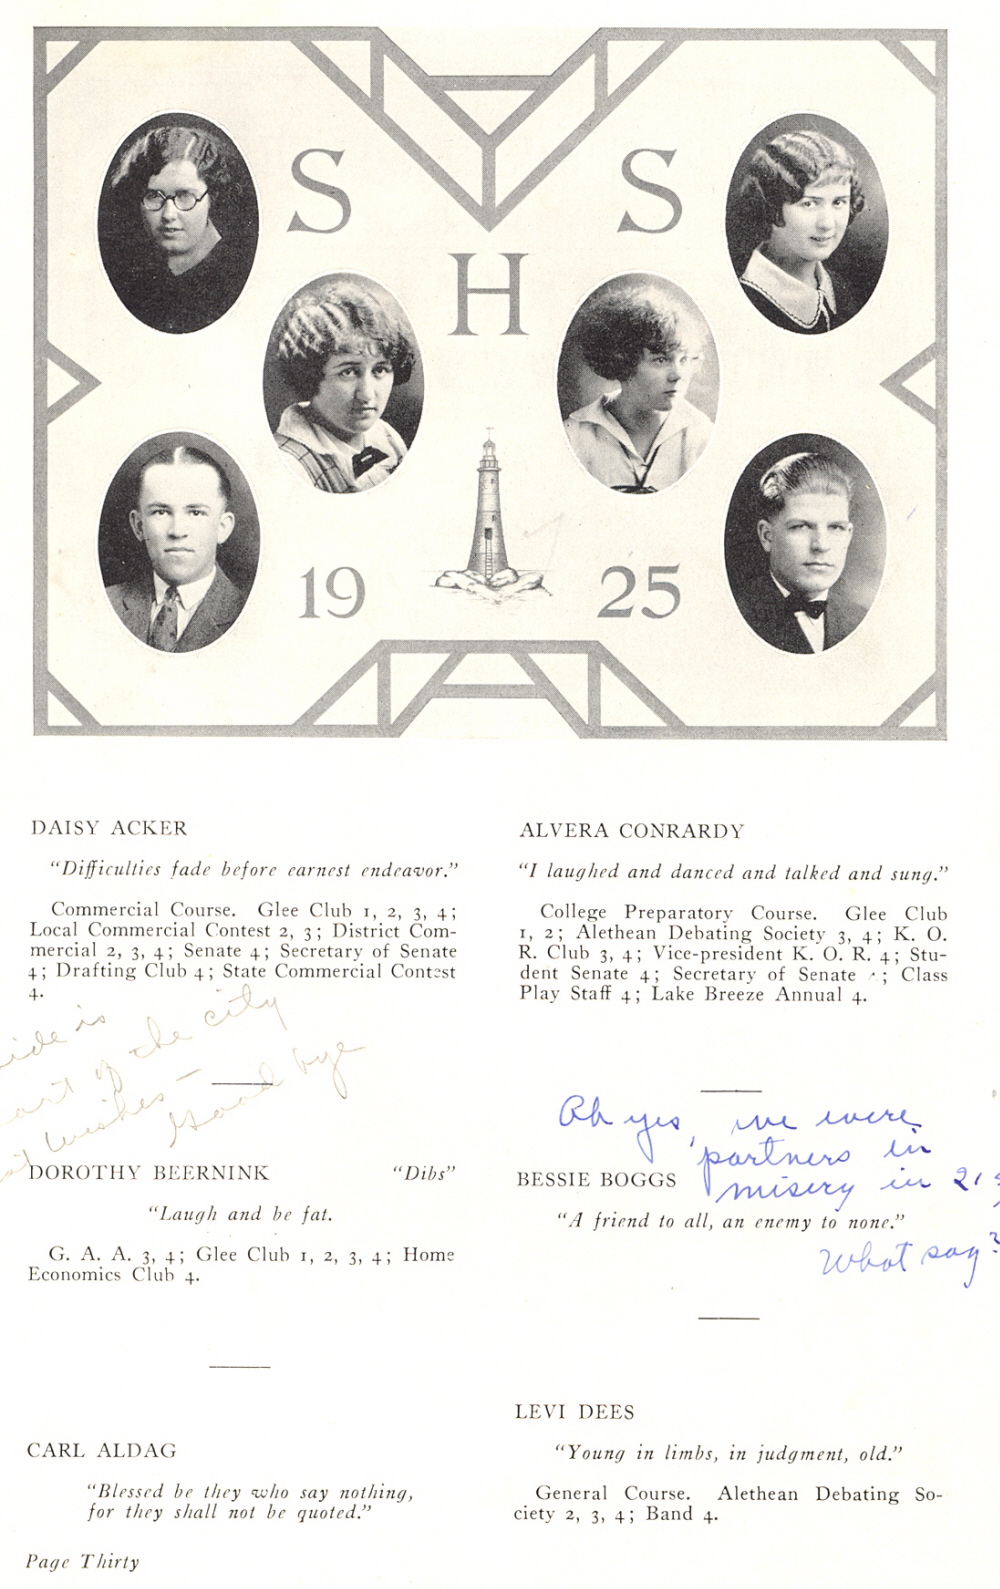 S S
H
19 25
DAISY ACKER
"Difficulties fade before earnest endeavor."
Commercial Course. Glee Club 1, 2, 3, 4;
Local Commercial Contest 2, 3; District Com-
mercial 2, 3, 4; Senate 4; Secretary of Senate
4; Drafting Club 4; State Commercial Contest
4.
is
of the city
wishes—
Good bye
DOROTHY BEERNINK "Dibs"
"Laugh and be fat.
G. A. A. 3, 4; Glee Club 1, 2, 3, 4; Home
Economics Club 4.
CARL ALDAG
"Blessed be they who say nothing,
for they shall not be quoted."
Page Thirty
ALVERA CONRARDY
"I laughed and danced and talked and sung."
College Preparatory Course. Glee Club
1, 2; Alethean Debating Society 3, 4; K. O.
R. Club 3, 4; Vice-president K. O. R. 4; Stu-
dent Senate 4; Secretary of Senate ; Class
Play Staff 4; Lake Breeze Annual 4.
Ah yes, we were
partners in
misery in
BESSIE BOGGS
"A friend to all, an enemy to none."
What say?
LEVI DEES
"Young in limbs, in judgment, old."
General Course. Alethean Debating So-
ciety 2, 3, 4; Band 4.